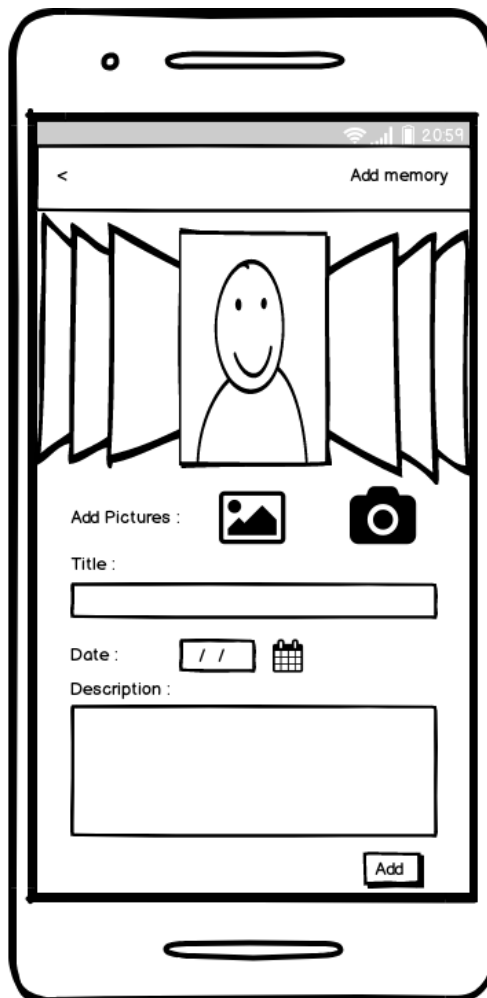 20:59
< Add memory
Add Pictures :
Title :
Date : / /
Description :
Add